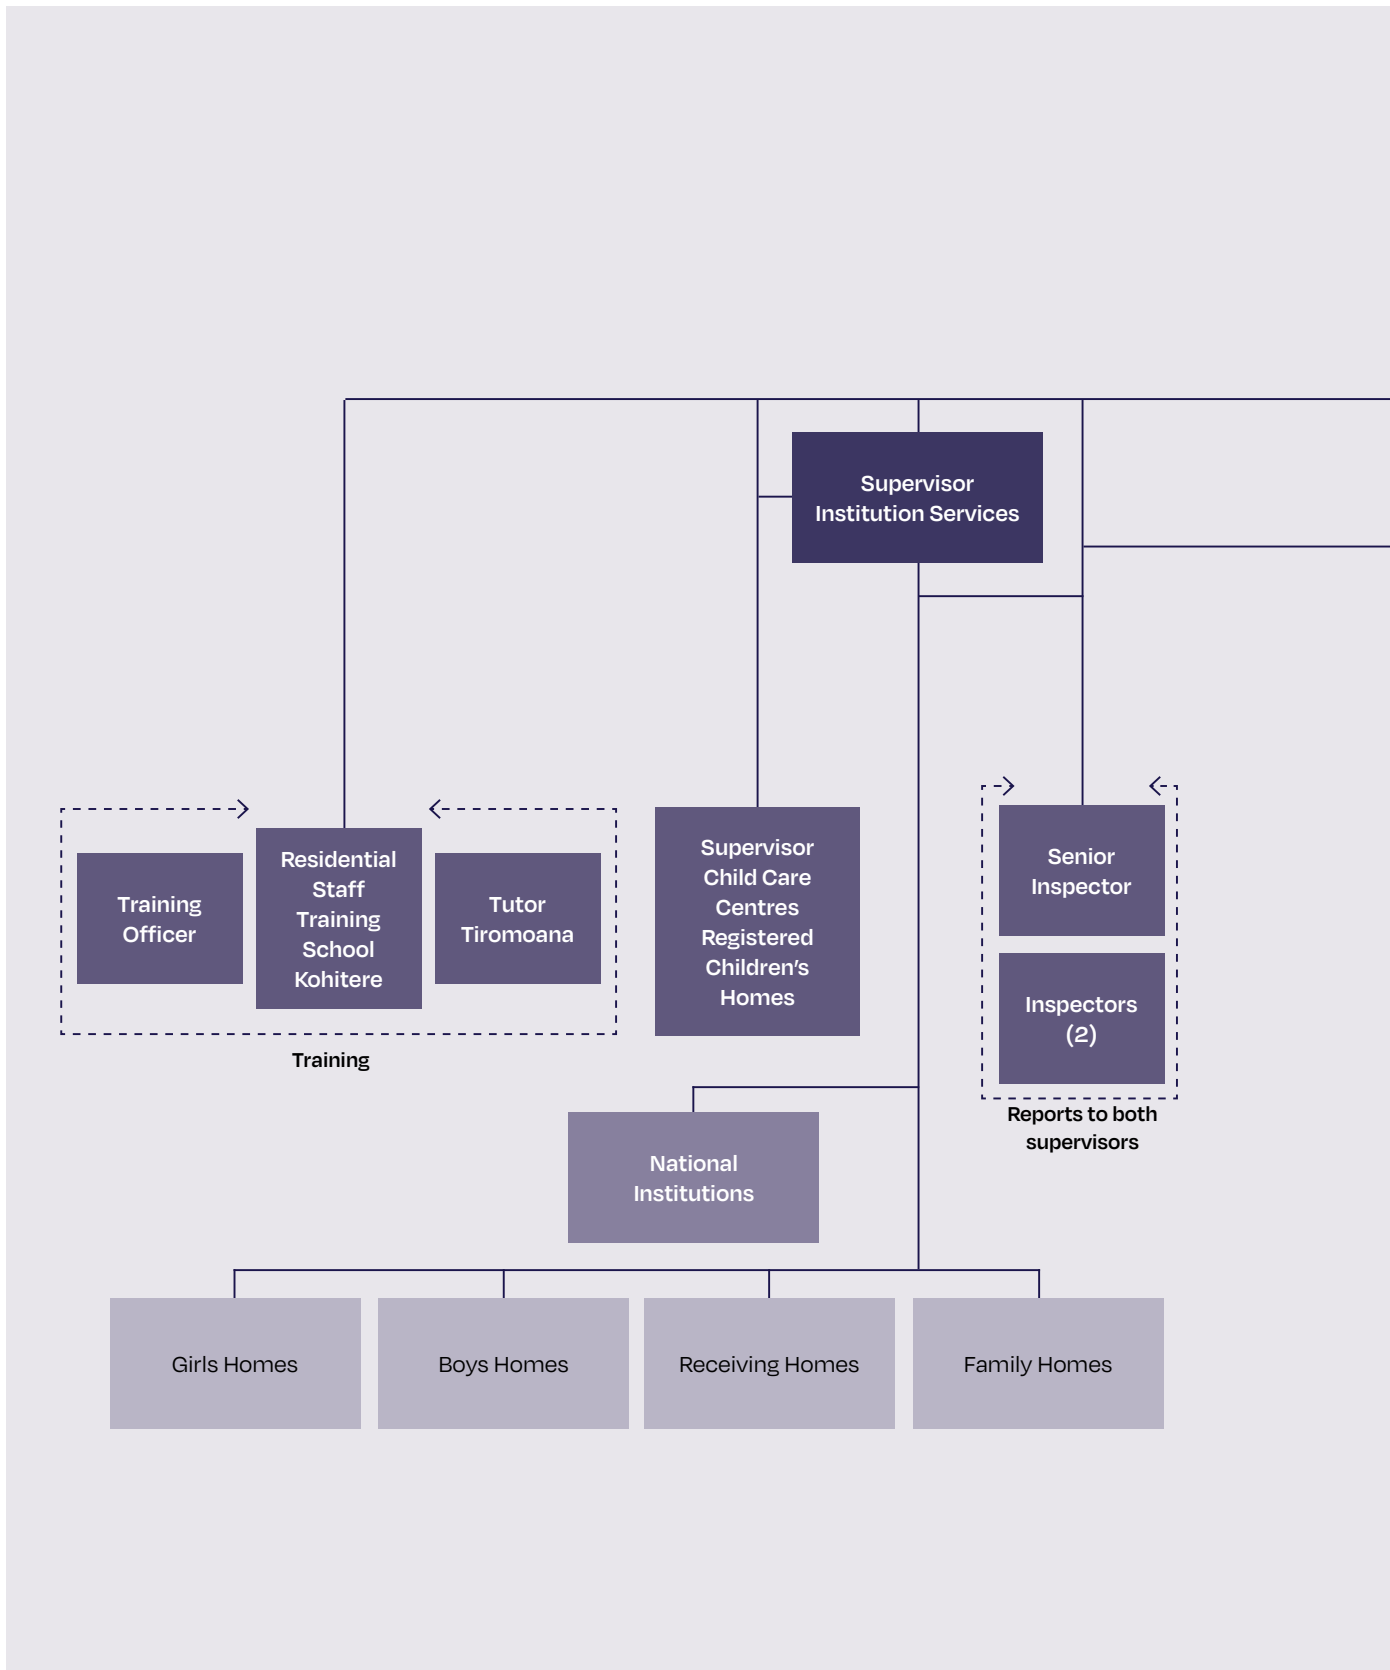 Supervisor
Institution Services
Training
Officer
Residential
Staff
Training
School
Kohitere
Tutor
Tiromoana
Training
Supervisor
Child Care
Centres
Registered
Children’s
Homes
Senior
Inspector
Inspectors
(2)
Reports to both
supervisors
National
Institutions
Girls Homes
Boys Homes
Receiving Homes
Family Homes